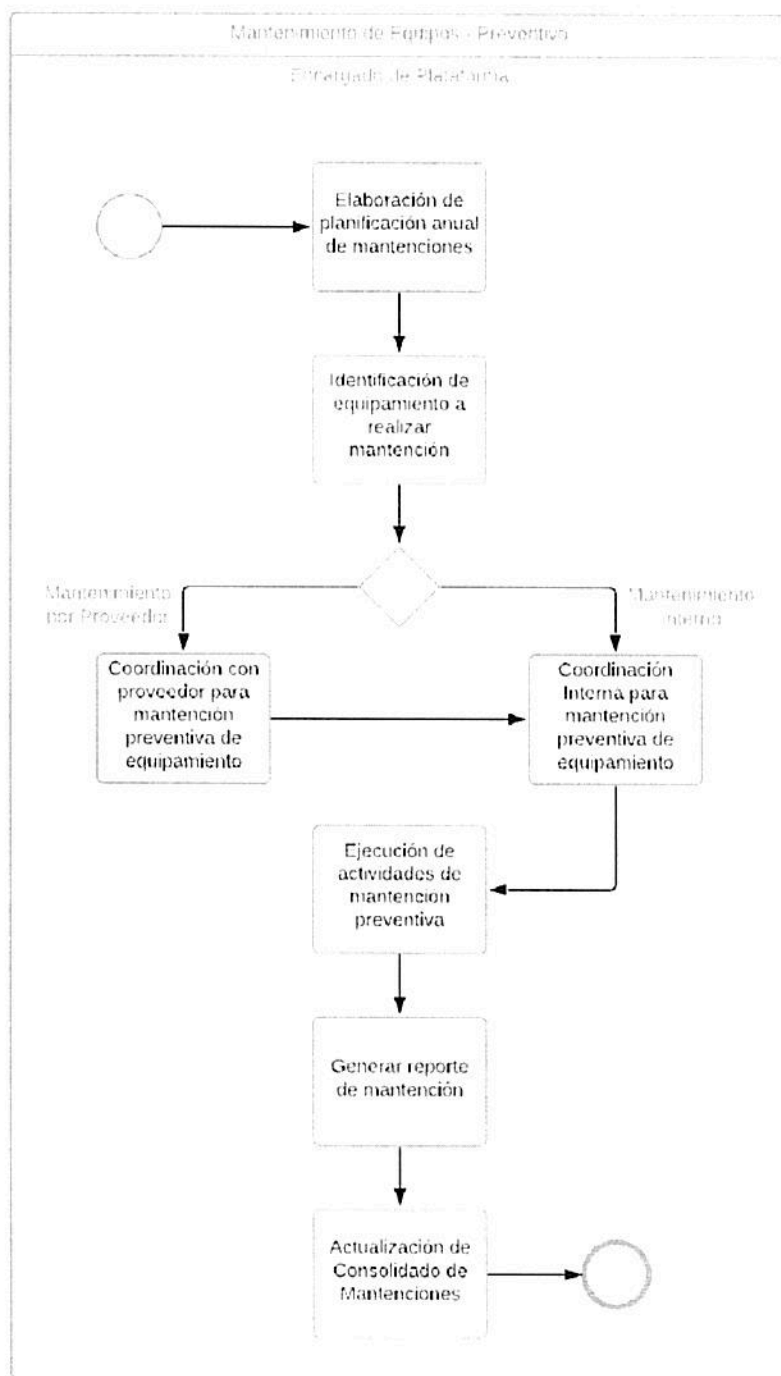 Mantenimiento de Equipos - Preventivo
Encargado de Plataforma
Elaboración de
planificación anual
de mantenciones
Identificación de
equipamiento a
realizar
mantención
Mantenimiento
por Proveedor
Mantenimiento
interno
Coordinación con
proveedor para
mantención
preventiva de
equipamiento
Coordinación
Interna para
mantención
preventiva de
equipamiento
Ejecución de
actividades de
mantención
preventiva
Generar reporte
de mantención
Actualización de
Consolidado de
Mantenciones